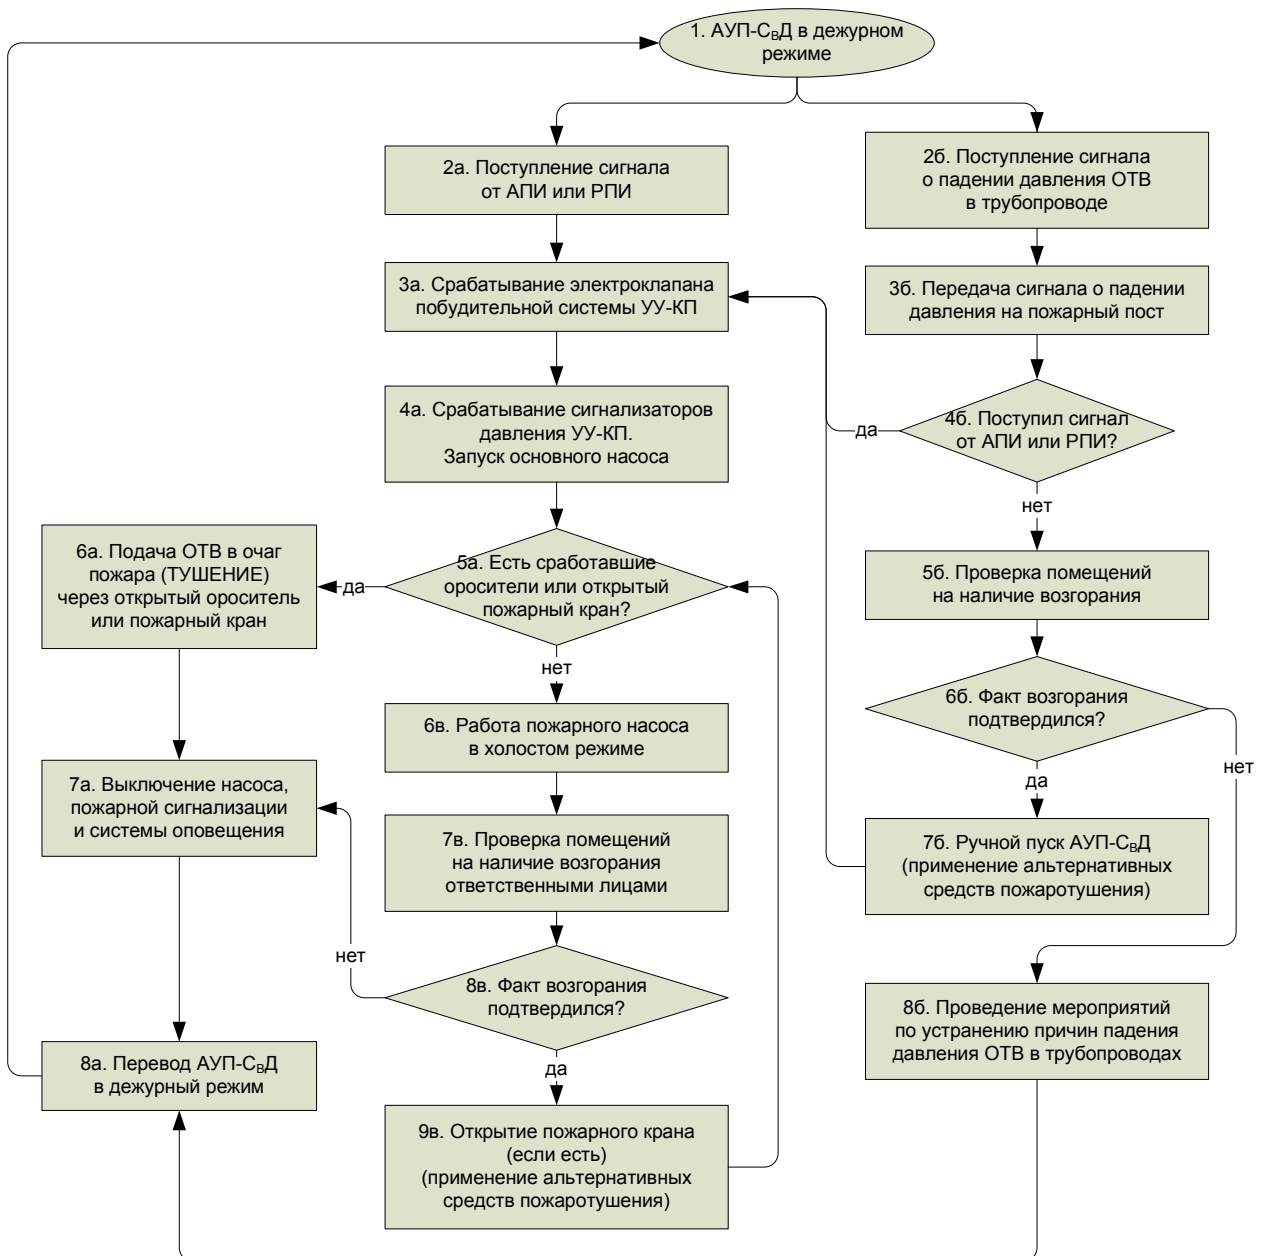 1. АУП-СвД в дежурном
режиме
2а. Поступление сигнала
от АПИ или РПИ
2б. Поступление сигнала
о падении давления ОТВ
в трубопроводе
3а. Срабатывание электроклапана
побудительной системы УУ-КП
3б. Передача сигнала о падении
давления на пожарный пост
4а. Срабатывание сигнализаторов
давления УУ-КП.
Запуск основного насоса
4б. Поступил сигнал
от АПИ или РПИ?
да
нет
6а. Подача ОТВ в очаг
пожара (ТУШЕНИЕ)
через открытый ороситель
или пожарный кран
да
5а. Есть сработавшие
оросители или открытый
пожарный кран?
нет
5б. Проверка помещений
на наличие возгорания
6б. Факт возгорания
подтвердился?
да
нет
6в. Работа пожарного насоса
в холостом режиме
7а. Выключение насоса,
пожарной сигнализации
и системы оповещения
7в. Проверка помещений
на наличие возгорания
ответственными лицами
7б. Ручной пуск АУП-СвД
(применение альтернативных
средств пожаротушения)
нет
8в. Факт возгорания
подтвердился?
да
8б. Проведение мероприятий
по устранению причин падения
давления ОТВ в трубопроводах
8а. Перевод АУП-СвД
в дежурный режим
9в. Открытие пожарного крана
(если есть)
(применение альтернативных
средств пожаротушения)